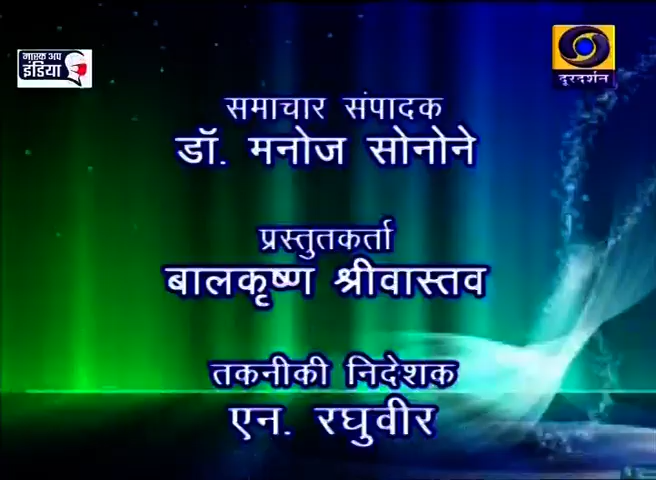 मास्क अप
इंडिया
दूरदर्शन
समाचार संपादक
डॉ. मनोज सोनोने
प्रस्तुतकर्ता
बालकृष्ण श्रीवास्तव
तकनीकी निदेशक
एन. रघुवीर